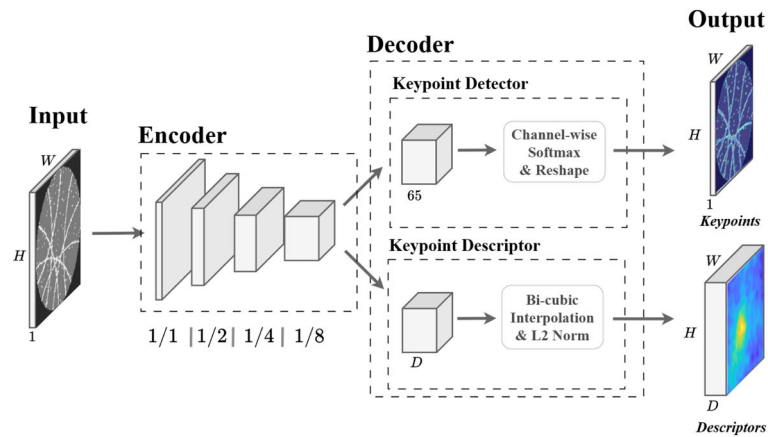 Output
Decoder
W
Keypoint Detector
Input
Encoder
Channel-wise
Softmax
& Reshape
H
W
65
1
Keypoints
H
Keypoint Descriptor
W
Bi-cubic
Interpolation
& L2 Norm
H
1
1/1 | 1/2 | 1/4 | 1/8
D
D
Descriptors